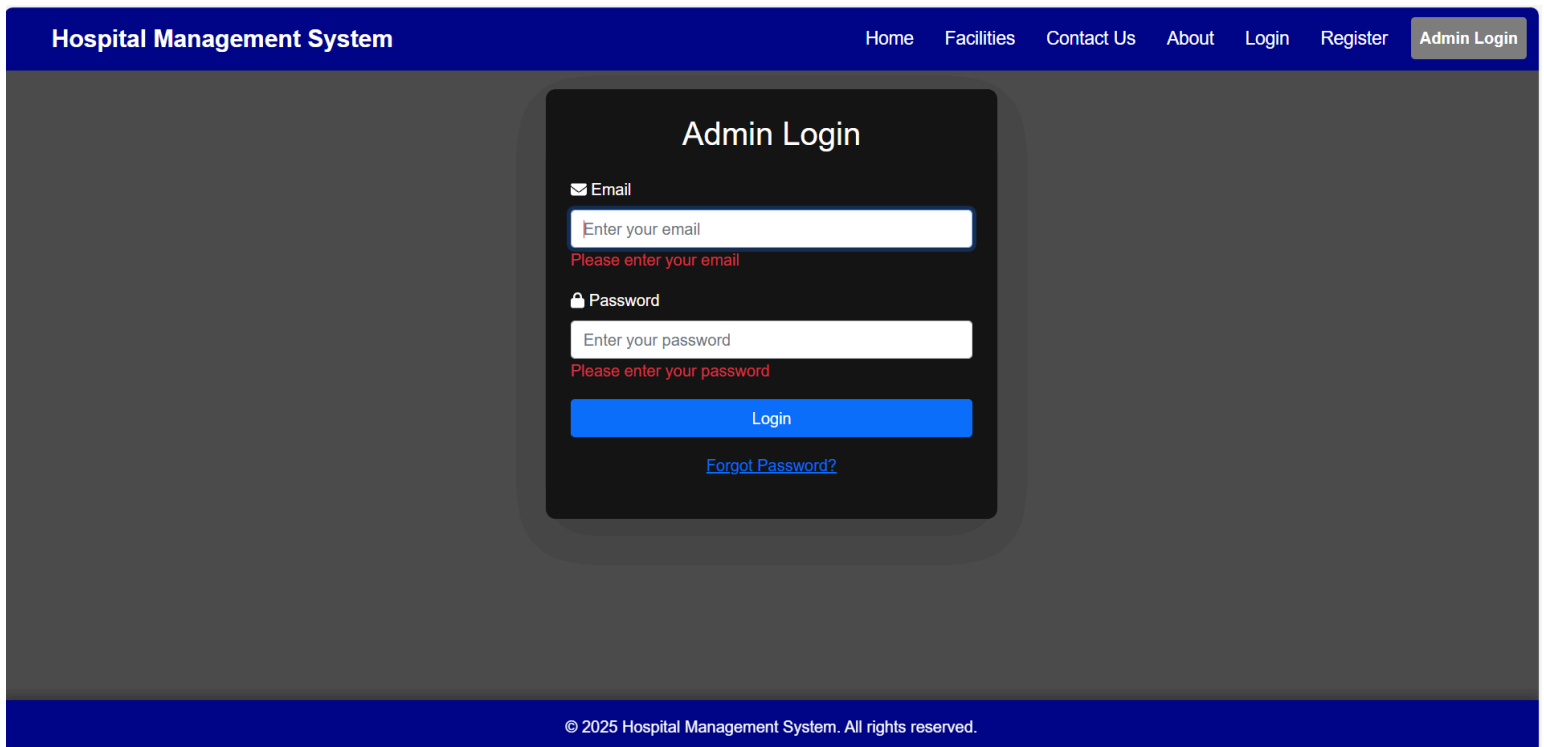 Hospital Management System Home Facilities Contact Us About Login Register Admin Login
Admin Login
Email
Enter your email
Please enter your email
Password
Enter your password
Please enter your password
Login
Forgot Password?
© 2025 Hospital Management System. All rights reserved.